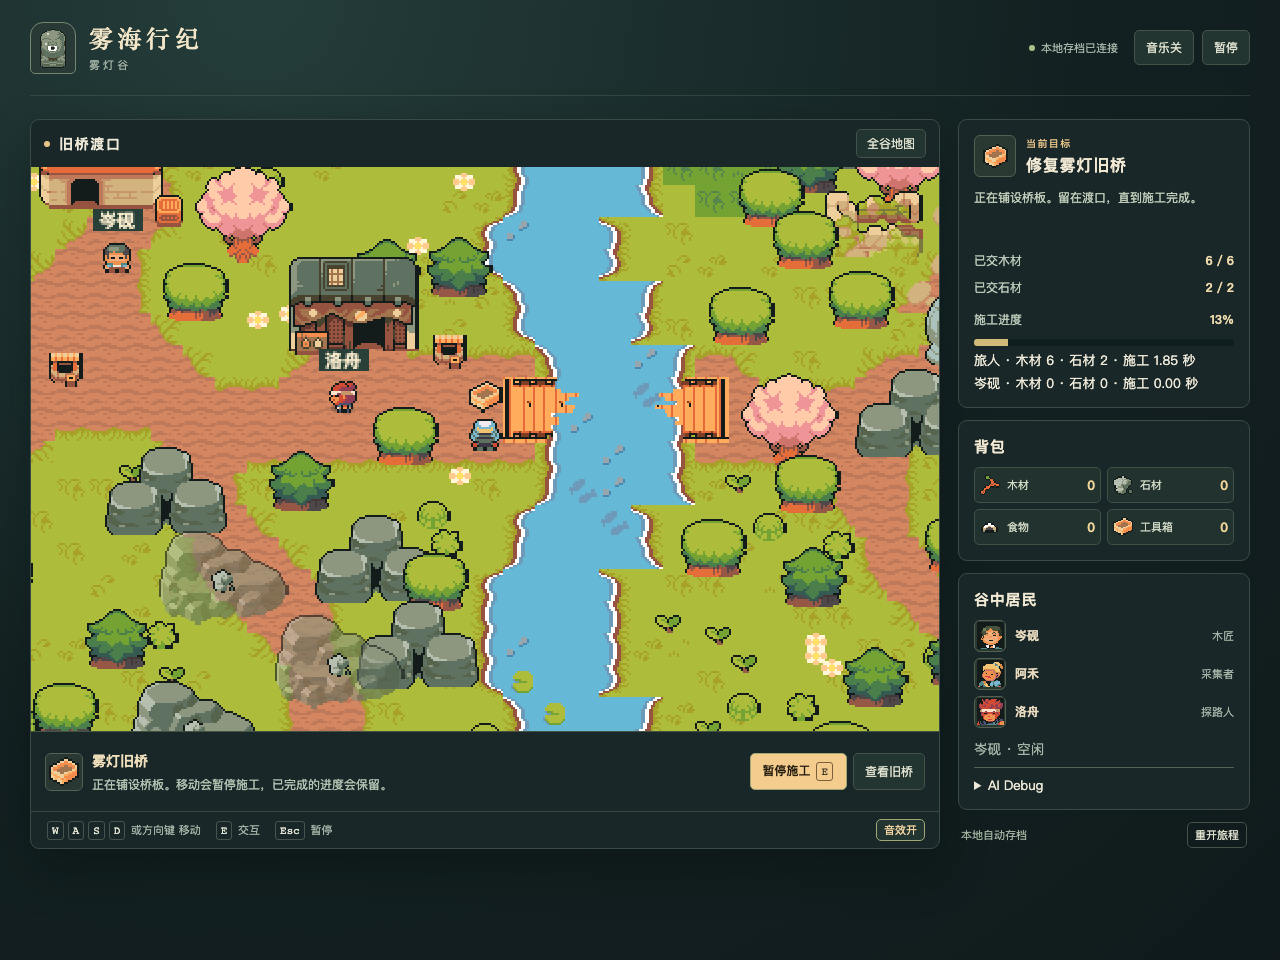 雾海行纪
雾灯谷
本地存档已连接
音乐关
暂停
旧桥渡口
全谷地图
岑砚
洛舟
雾灯旧桥
正在铺设桥板。移动会暂停施工，已完成的进度会保留。
暂停施工 E
查看旧桥
W A S D 或方向键 移动 E 交互 Esc 暂停
音效开
当前目标
修复雾灯旧桥
正在铺设桥板。留在渡口，直到施工完成。
已交木材 6 / 6
已交石材 2 / 2
施工进度 13%
旅人 · 木材 6 · 石材 2 · 施工 1.85 秒
岑砚 · 木材 0 · 石材 0 · 施工 0.00 秒
背包
木材 0
石材 0
食物 0
工具箱 0
谷中居民
岑砚 木匠
阿禾 采集者
洛舟 探路人
岑砚 · 空闲
AI Debug
本地自动存档
重开旅程